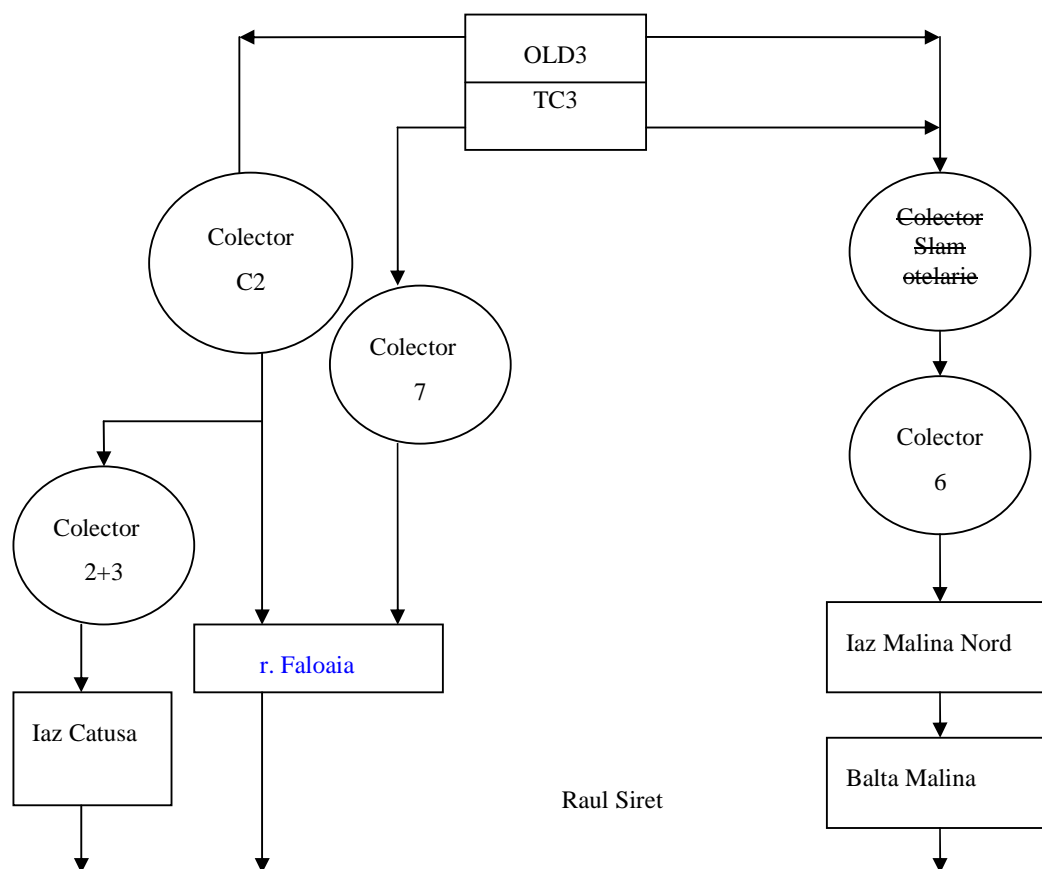 OLD3
TC3
Colector
C2
Colector
Slam
otelarie
Colector
7
Colector
6
Colector
2+3
r. Faloaia
Iaz Malina Nord
Iaz Catusa
Balta Malina
Raul Siret